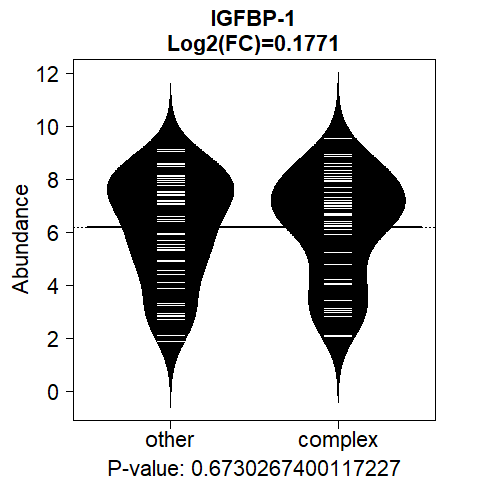 IGFBP-1
Log2(FC)=0.1771
12
10
8
6
4
2
0
Abundance
other complex
P-value: 0.6730267400117227